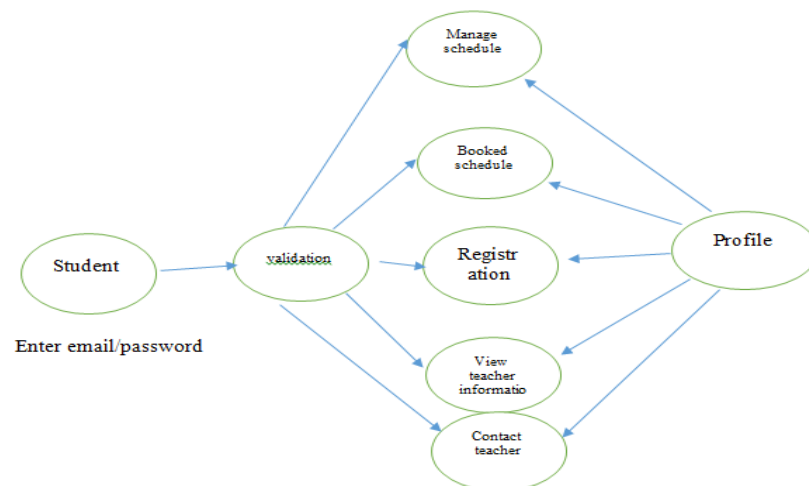 Manage
schedule
Booked
schedule
Student
validation
Registr
ation
Profile
Enter email/password
View
teacher
informatio
Contact
teacher